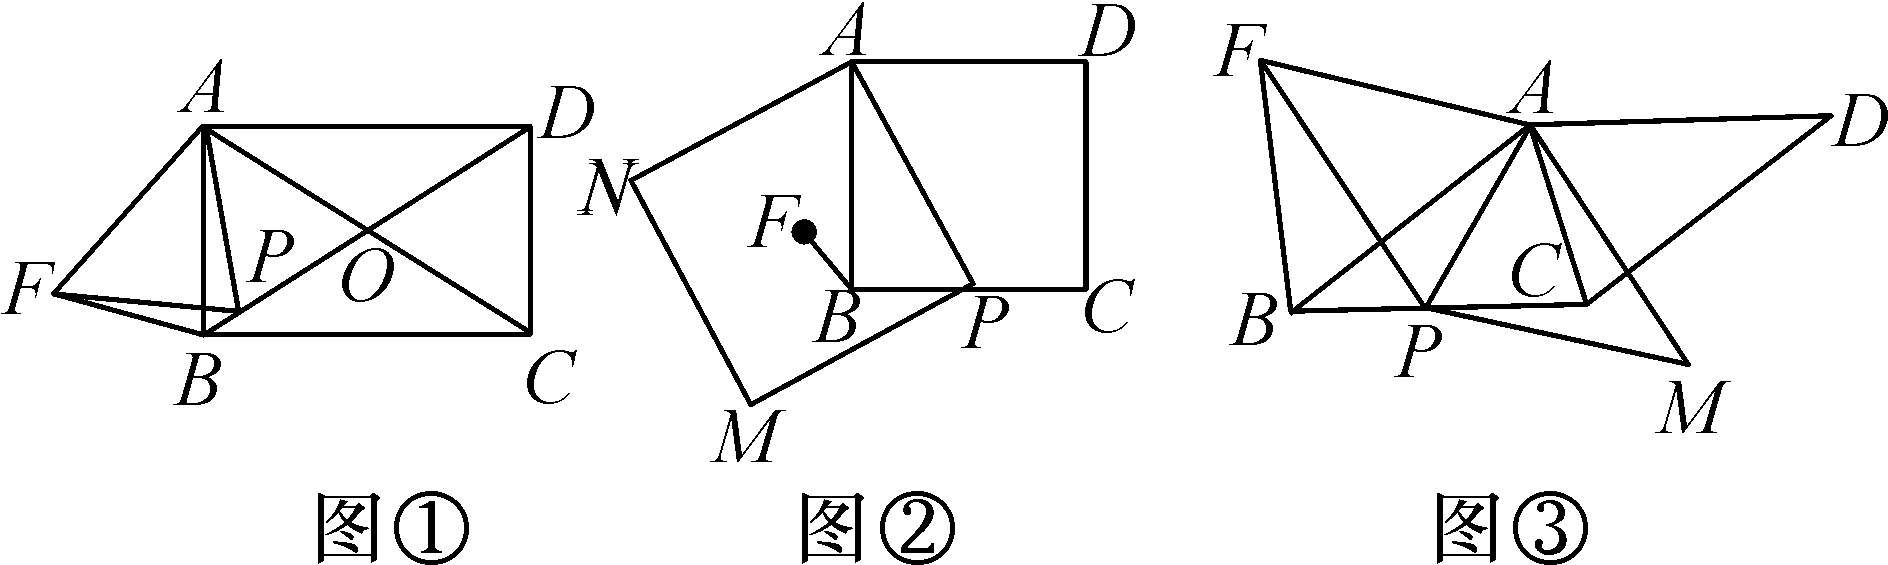 A D F P O B C
A D N F B P C M
F A D B P C M
图① 图② 图③